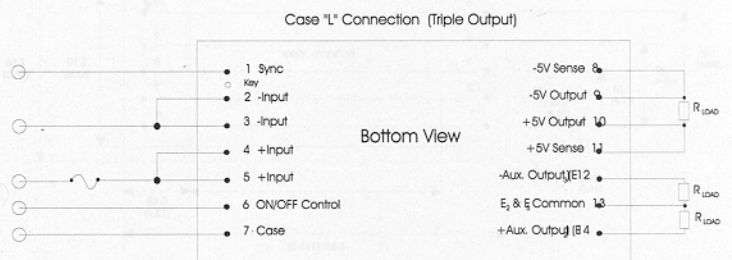 Case "L" Connection (Triple Output)
1 Sync
Key
2 -Input
3 -Input
4 +Input
5 +Input
6 ON/OFF Control
7 Case
Bottom View
-5V Sense 8
-5V Output 9
+5V Output 10
+5V Sense 11
-Aux. Output (E 12
E2 & E Common 13
+Aux. Output (E 4
R LOAD
R LOAD
R LOAD